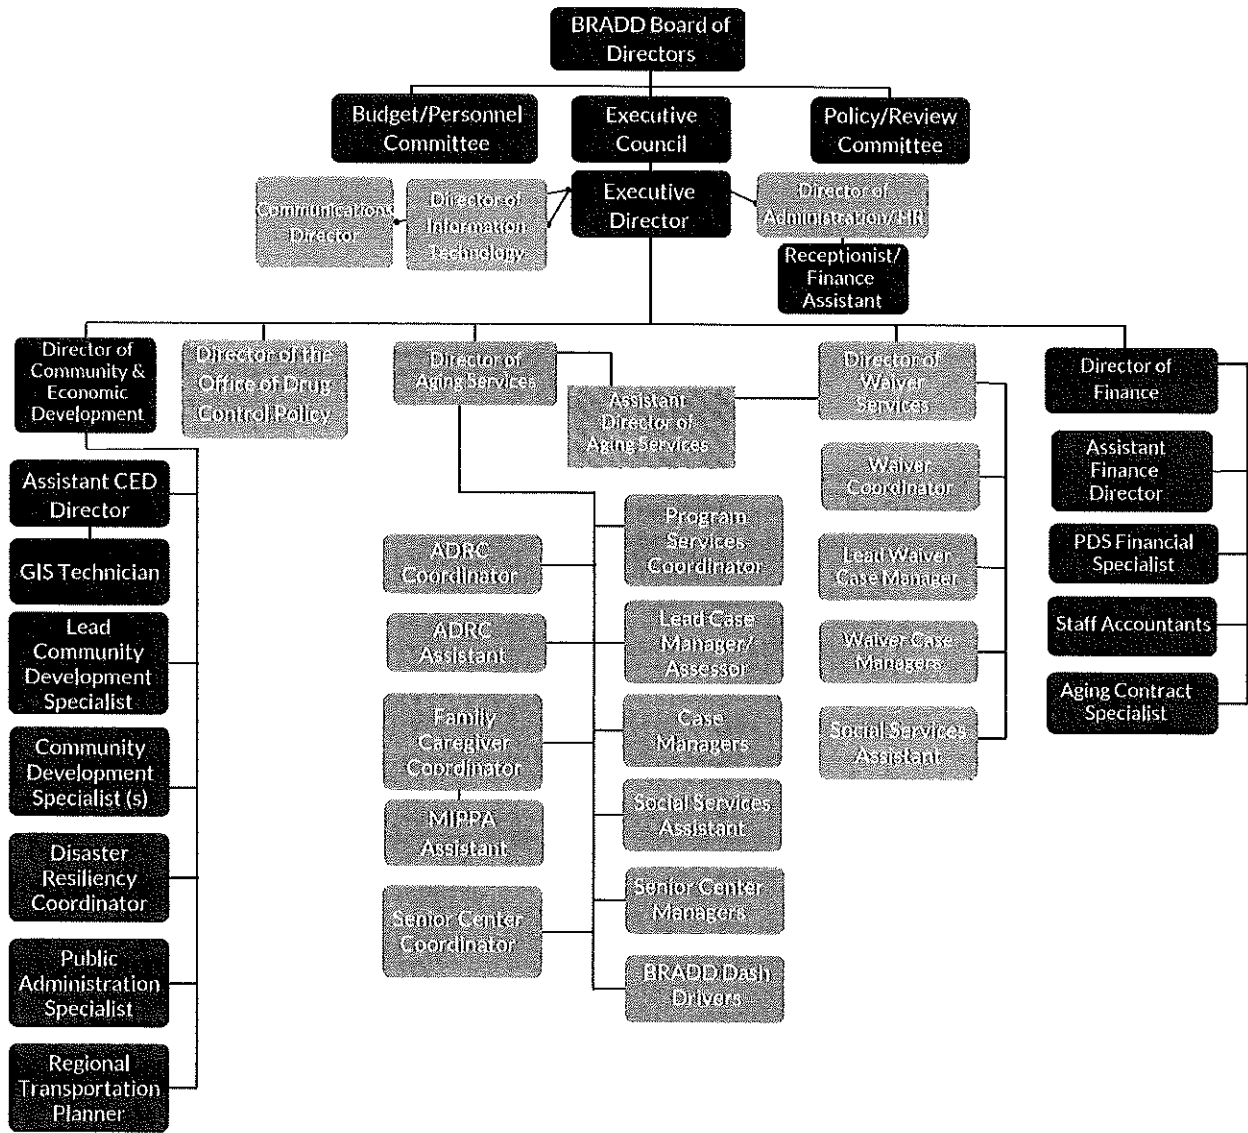 BRADD Board of
Directors
Budget/Personnel
Committee
Executive
Council
Policy/Review
Committee
Communications
Director
Director of
Information
Technology
Executive
Director
Director of
Administration/HR
Receptionist/
Finance
Assistant
Director of
Community &
Economic
Development
Director of the
Office of Drug
Control Policy
Director of
Aging Services
Assistant
Director of
Aging Services
Director of
Waiver
Services
Director of
Finance
Assistant CED
Director
GIS Technician
Lead
Community
Development
Specialist
Community
Development
Specialist (s)
Disaster
Resiliency
Coordinator
Public
Administration
Specialist
Regional
Transportation
Planner
ADRC
Coordinator
ADRC
Assistant
Family
Caregiver
Coordinator
MIPPA
Assistant
Senior Center
Coordinator
Program
Services
Coordinator
Lead Case
Manager/
Assessor
Case
Managers
Social Services
Assistant
Senior Center
Managers
BRADD Dash
Drivers
Waiver
Coordinator
Lead Waiver
Case Manager
Waiver Case
Managers
Social Services
Assistant
Assistant
Finance
Director
PDS Financial
Specialist
Staff Accountants
Aging Contract
Specialist